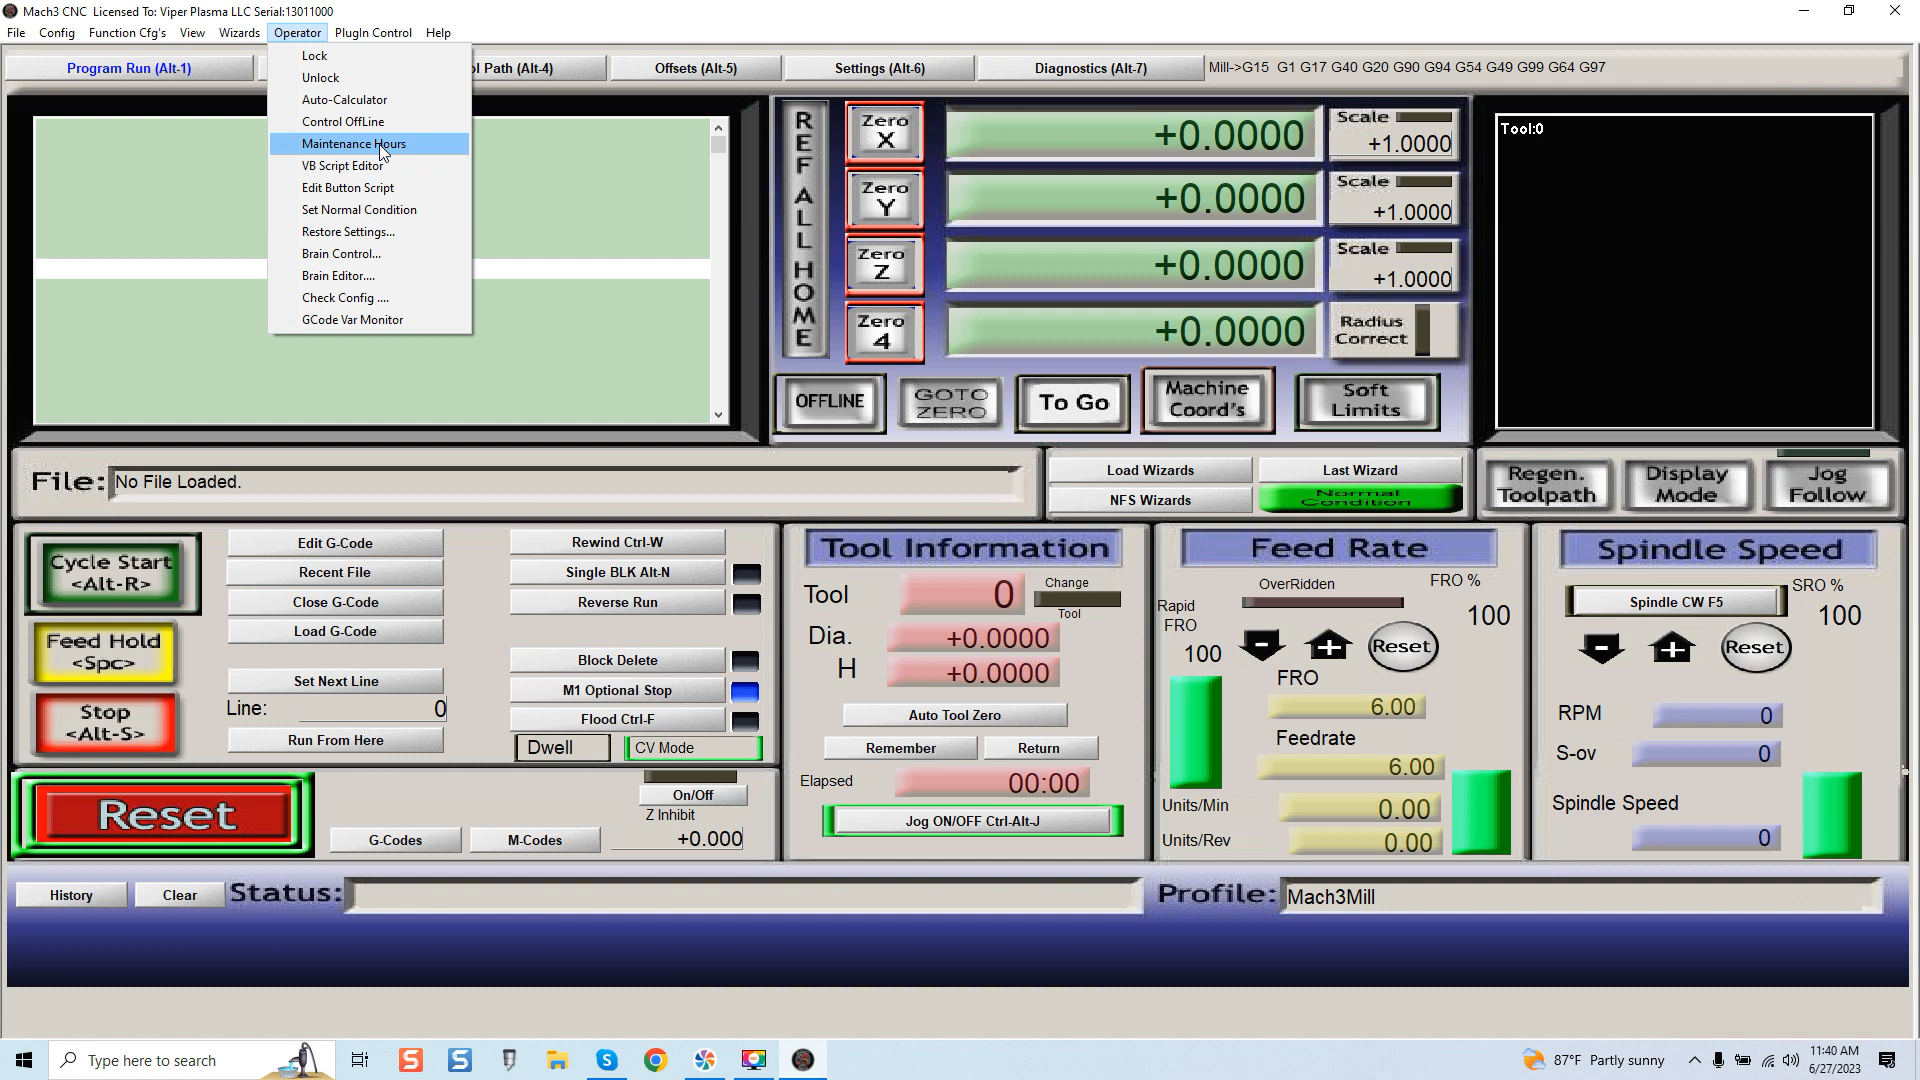 Mach3 CNC Licensed To: Viper Plasma LLC Serial:13011000
File Config Function Cfg's View Wizards Operator PlugIn Control Help
Lock
Unlock
Auto-Calculator
Control OffLine
Maintenance Hours
VB Script Editor
Edit Button Script
Set Normal Condition
Restore Settings...
Brain Control...
Brain Editor....
Check Config ....
GCode Var Monitor
Program Run (Alt-1) Path (Alt-4) Offsets (Alt-5) Settings (Alt-6) Diagnostics (Alt-7) Mill->G15 G1 G17 G40 G20 G90 G94 G54 G49 G99 G64 G97
REF ALL HOME
Zero X +0.0000 Scale +1.0000
Zero Y +0.0000 Scale +1.0000
Zero Z +0.0000 Scale +1.0000
Zero 4 +0.0000 Radius Correct
OFFLINE GOTO ZERO To Go Machine Coord's Soft Limits
Tool:0
File: No File Loaded.
Load Wizards Last Wizard
NFS Wizards Normal Condition
Regen. Toolpath Display Mode Jog Follow
Cycle Start <Alt-R>
Feed Hold <Spc>
Stop <Alt-S>
Edit G-Code
Recent File
Close G-Code
Load G-Code
Set Next Line
Line: 0
Run From Here
Rewind Ctrl-W
Single BLK Alt-N
Reverse Run
Block Delete
M1 Optional Stop
Flood Ctrl-F
Dwell CV Mode
Reset
G-Codes M-Codes
On/Off
Z Inhibit
+0.000
Tool Information
Tool 0 Change Tool
Dia. +0.0000
H +0.0000
Auto Tool Zero
Remember Return
Elapsed 00:00
Jog ON/OFF Ctrl-Alt-J
Feed Rate
OverRidden FRO %
100
Rapid FRO
100
Reset
FRO
6.00
Feedrate
6.00
Units/Min 0.00
Units/Rev 0.00
Spindle Speed
Spindle CW F5 SRO %
100
Reset
RPM 0
S-ov 0
Spindle Speed
0
History Clear Status: Profile: Mach3Mill
Type here to search
87°F Partly sunny
11:40 AM
6/27/2023